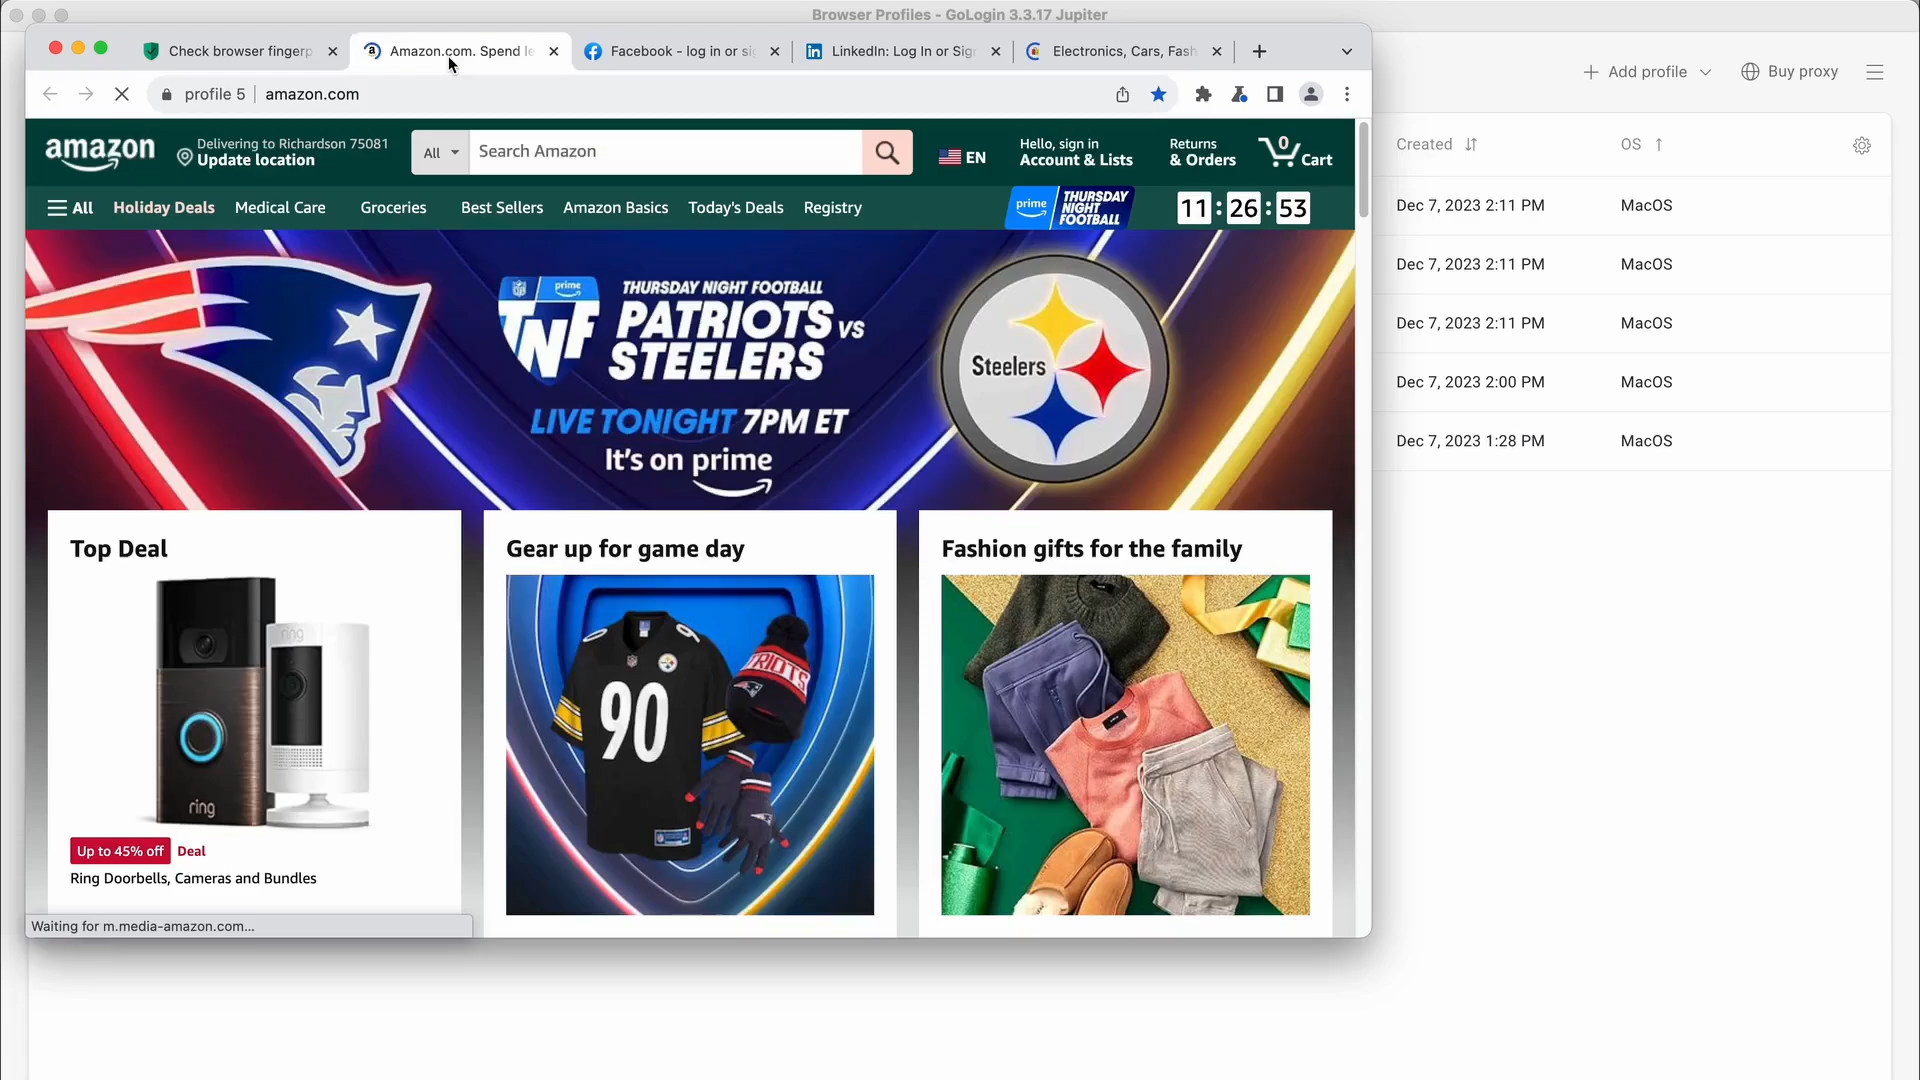 Browser Profiles - GoLogin 3.3.17 Jupiter
Check browser fingerp
Amazon.com. Spend le
Facebook - log in or si
LinkedIn: Log In or Sig
Electronics, Cars, Fash
Add profile
Buy proxy
profile 5
amazon.com
amazon
Delivering to Richardson 75081
Update location
All
Search Amazon
EN
Hello, sign in
Account & Lists
Returns
& Orders
0
Cart
All
Holiday Deals
Medical Care
Groceries
Best Sellers
Amazon Basics
Today's Deals
Registry
prime
THURSDAY
NIGHT
FOOTBALL
11:26:53
Created
OS
Dec 7, 2023 2:11 PM
MacOS
Dec 7, 2023 2:11 PM
MacOS
Dec 7, 2023 2:11 PM
MacOS
Dec 7, 2023 2:00 PM
MacOS
Dec 7, 2023 1:28 PM
MacOS
NFL
prime
TNF
THURSDAY NIGHT FOOTBALL
PATRIOTS VS
STEELERS
LIVE TONIGHT 7PM ET
It's on prime
Steelers
Top Deal
ring
ring
Up to 45% off
Deal
Ring Doorbells, Cameras and Bundles
Gear up for game day
90
Fashion gifts for the family
Waiting for m.media-amazon.com...